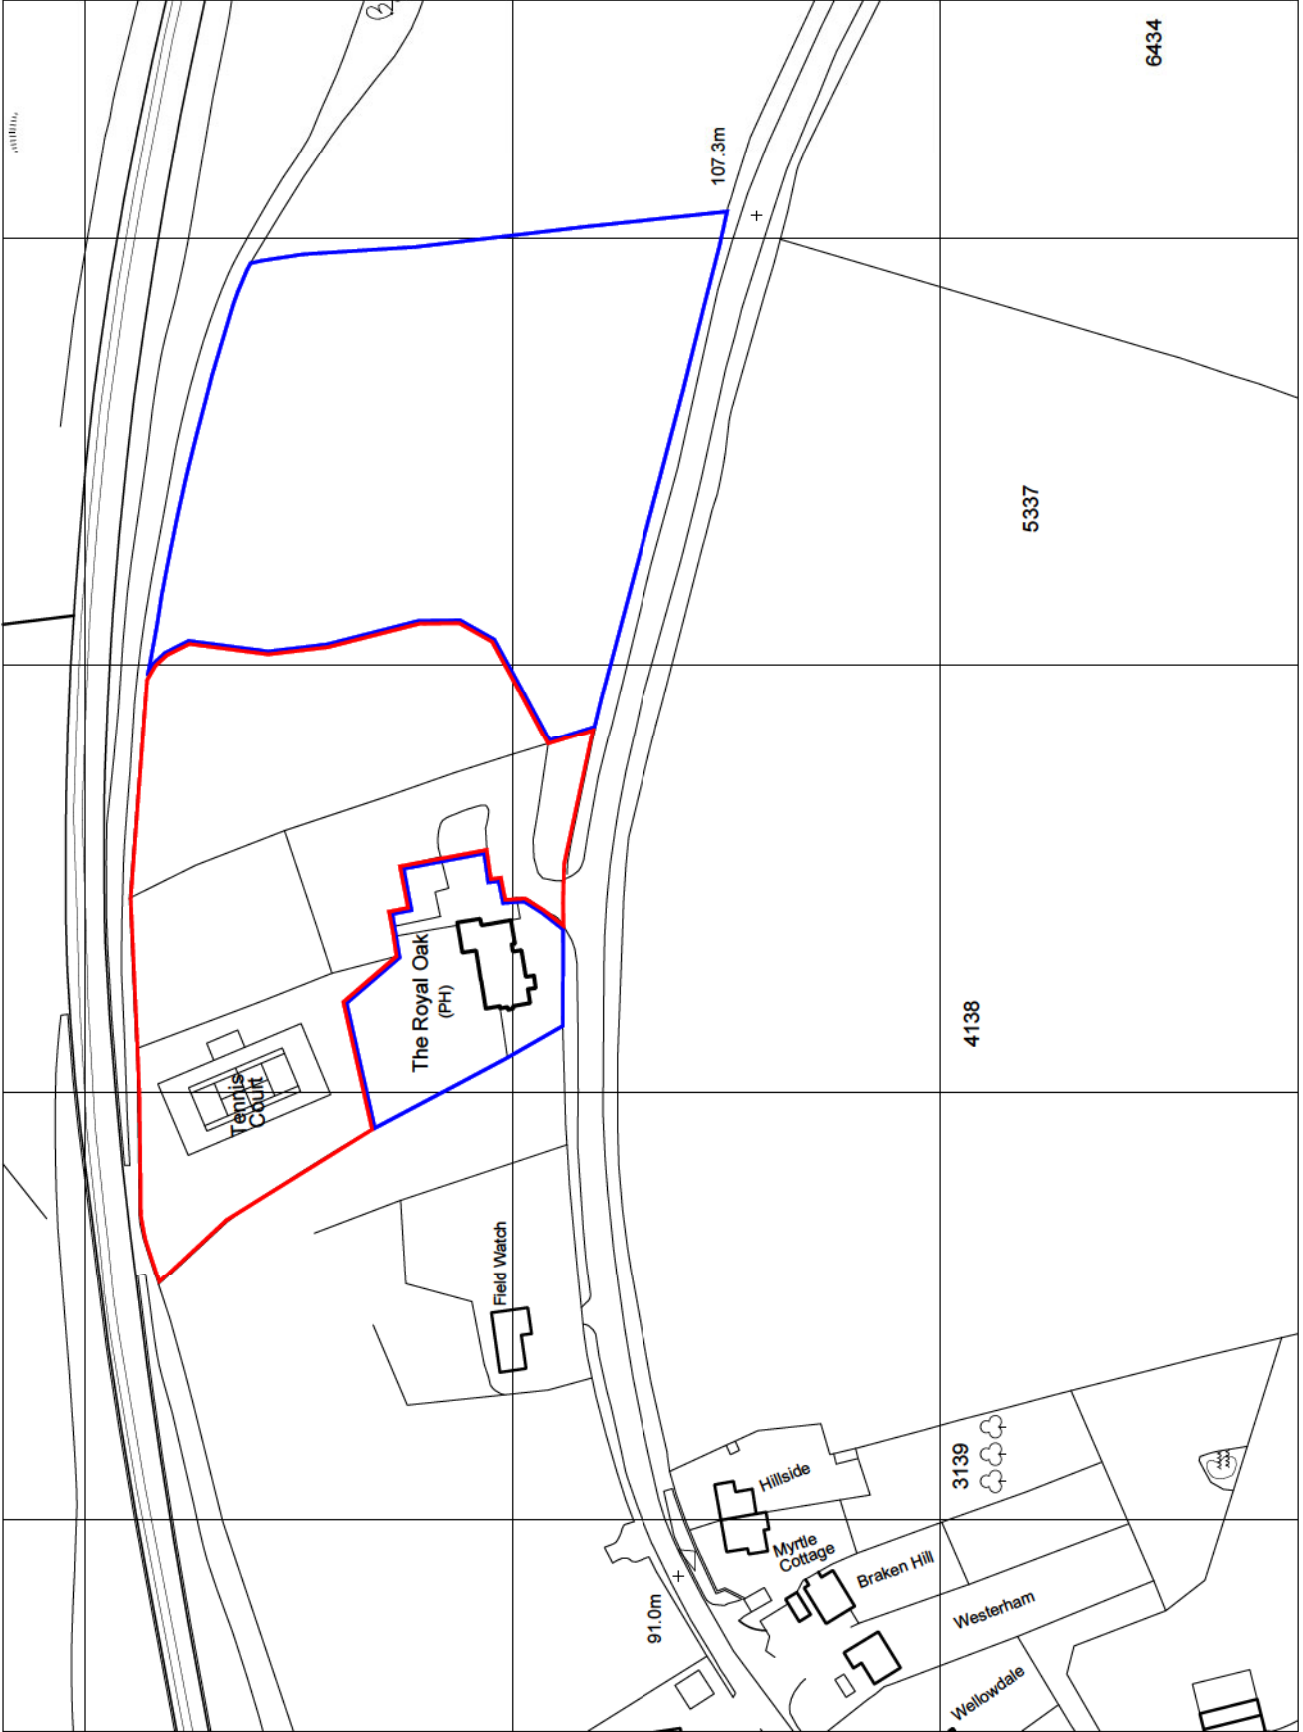 6434
107.3m
5337
The Royal Oak
(PH)
4138
Tennis
Court
Field Watch
3139
Hillside
Myrtle
Cottage
Braken Hill
Westerham
91.0m
Wellowdale